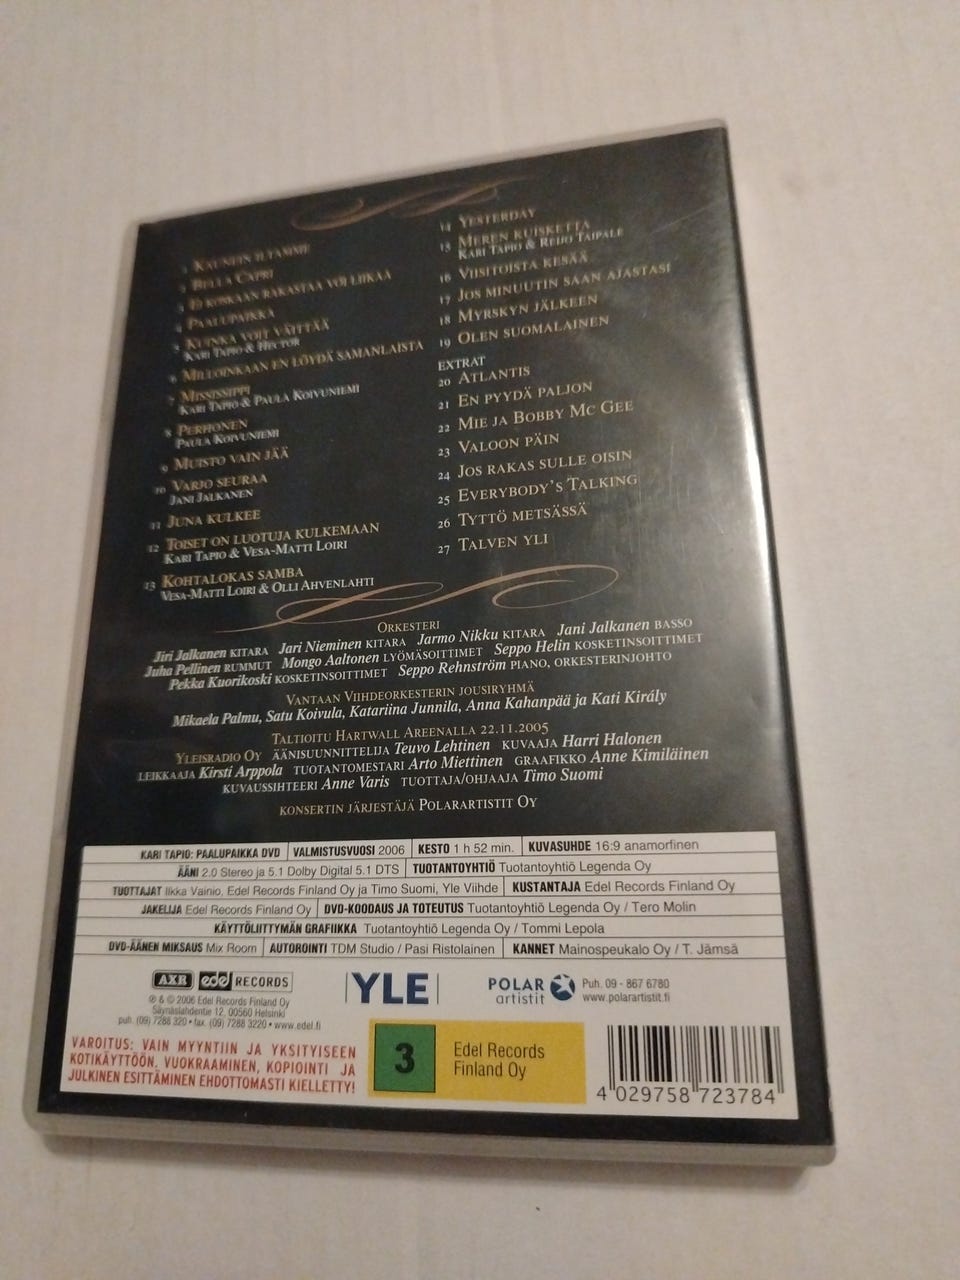 1 KAUNEIN ILTAMME
2 BELLA CAPRI
3 EI KOSKAAN RAKASTAA VOI LIIKAA
4 PAALUPAIKKA
5 KUINKA VOIT VÄITTÄÄ
KARI TAPIO & HECTOR
6 MILLOINKAAN EN LÖYDÄ SAMANLAISTA
7 MISSISSIPPI
KARI TAPIO & PAULA KOIVUNIEMI
8 PERHONEN
PAULA KOIVUNIEMI
9 MUISTO VAIN JÄÄ
10 VARJO SEURAA
JANI JALKANEN
11 JUNA KULKEE
12 TOISET ON LUOTUJA KULKEMAAN
KARI TAPIO & VESA-MATTI LOIRI
13 KOHTALOKAS SAMBA
VESA-MATTI LOIRI & OLLI AHVENLAHTI
14 YESTERDAY
15 MEREN KUISKETTA
KARI TAPIO & REIJO TAIPALE
16 VIISITOISTA KESÄÄ
17 JOS MINUUTIN SAAN AJASTASI
18 MYRSKYN JÄLKEEN
19 OLEN SUOMALAINEN
EXTRAT
20 ATLANTIS
21 EN PYYDÄ PALJON
22 MIE JA BOBBY MC GEE
23 VALOON PÄIN
24 JOS RAKAS SULLE OISIN
25 EVERYBODY'S TALKING
26 TYTTÖ METSÄSSÄ
27 TALVEN YLI
ORKESTERI
Jiri Jalkanen KITARA Jari Nieminen KITARA Jarmo Nikku KITARA Jani Jalkanen BASSO
Juha Pellinen RUMMUT Mongo Aaltonen LYÖMÄSOITTIMET Seppo Helin KOSKETINSOITTIMET
Pekka Kuorikoski KOSKETINSOITTIMET Seppo Rehnström PIANO, ORKESTERINJOHTO
VANTAAN VIIHDEORKESTERIN JOUSIRYHMÄ
Mikaela Palmu, Satu Koivula, Katariina Junnila, Anna Kahanpää ja Kati Király
TALTIOITU HARTWALL AREENALLA 22.11.2005
YLEISRADIO OY ÄÄNISUUNNITTELIJA Teuvo Lehtinen KUVAAJA Harri Halonen
LEIKKAAJA Kirsti Arppola TUOTANTOMESTARI Arto Miettinen GRAAFIKKO Anne Kimiläinen
KUVAUSSIHTEERI Anne Varis TUOTTAJA/OHJAAJA Timo Suomi
KONSERTIN JÄRJESTÄJÄ POLARARTISTIT OY
KARI TAPIO: PAALUPAIKKA DVD VALMISTUSVUOSI 2006 KESTO 1 h 52 min. KUVASUHDE 16:9 anamorfinen
ÄÄNI 2.0 Stereo ja 5.1 Dolby Digital 5.1 DTS TUOTANTOYHTIÖ Tuotantoyhtiö Legenda Oy
TUOTTAJAT Ilkka Vainio, Edel Records Finland Oy ja Timo Suomi, Yle Viihde KUSTANTAJA Edel Records Finland Oy
JAKELIJA Edel Records Finland Oy DVD-KOODAUS JA TOTEUTUS Tuotantoyhtiö Legenda Oy / Tero Molin
KÄYTTÖLIITTYMÄN GRAFIIKKA Tuotantoyhtiö Legenda Oy / Tommi Lepola
DVD-ÄÄNEN MIKSAUS Mix Room AUTOROINTI TDM Studio / Pasi Ristolainen KANNET Mainospeukalo Oy / T. Jämsä
AXR edel RECORDS
℗ & © 2006 Edel Records Finland Oy
Säynäslahdentie 12, 00560 Helsinki
puh. (09) 7288 320 • fax. (09) 7288 3220 • www.edel.fi
YLE
POLAR
artistit
Puh. 09 - 867 6780
www.polarartistit.fi
VAROITUS: VAIN MYYNTIIN JA YKSITYISEEN
KOTIKÄYTTÖÖN, VUOKRAAMINEN, KOPIOINTI JA
JULKINEN ESITTÄMINEN EHDOTTOMASTI KIELLETTY!
3
Edel Records
Finland Oy
4 029758 723784